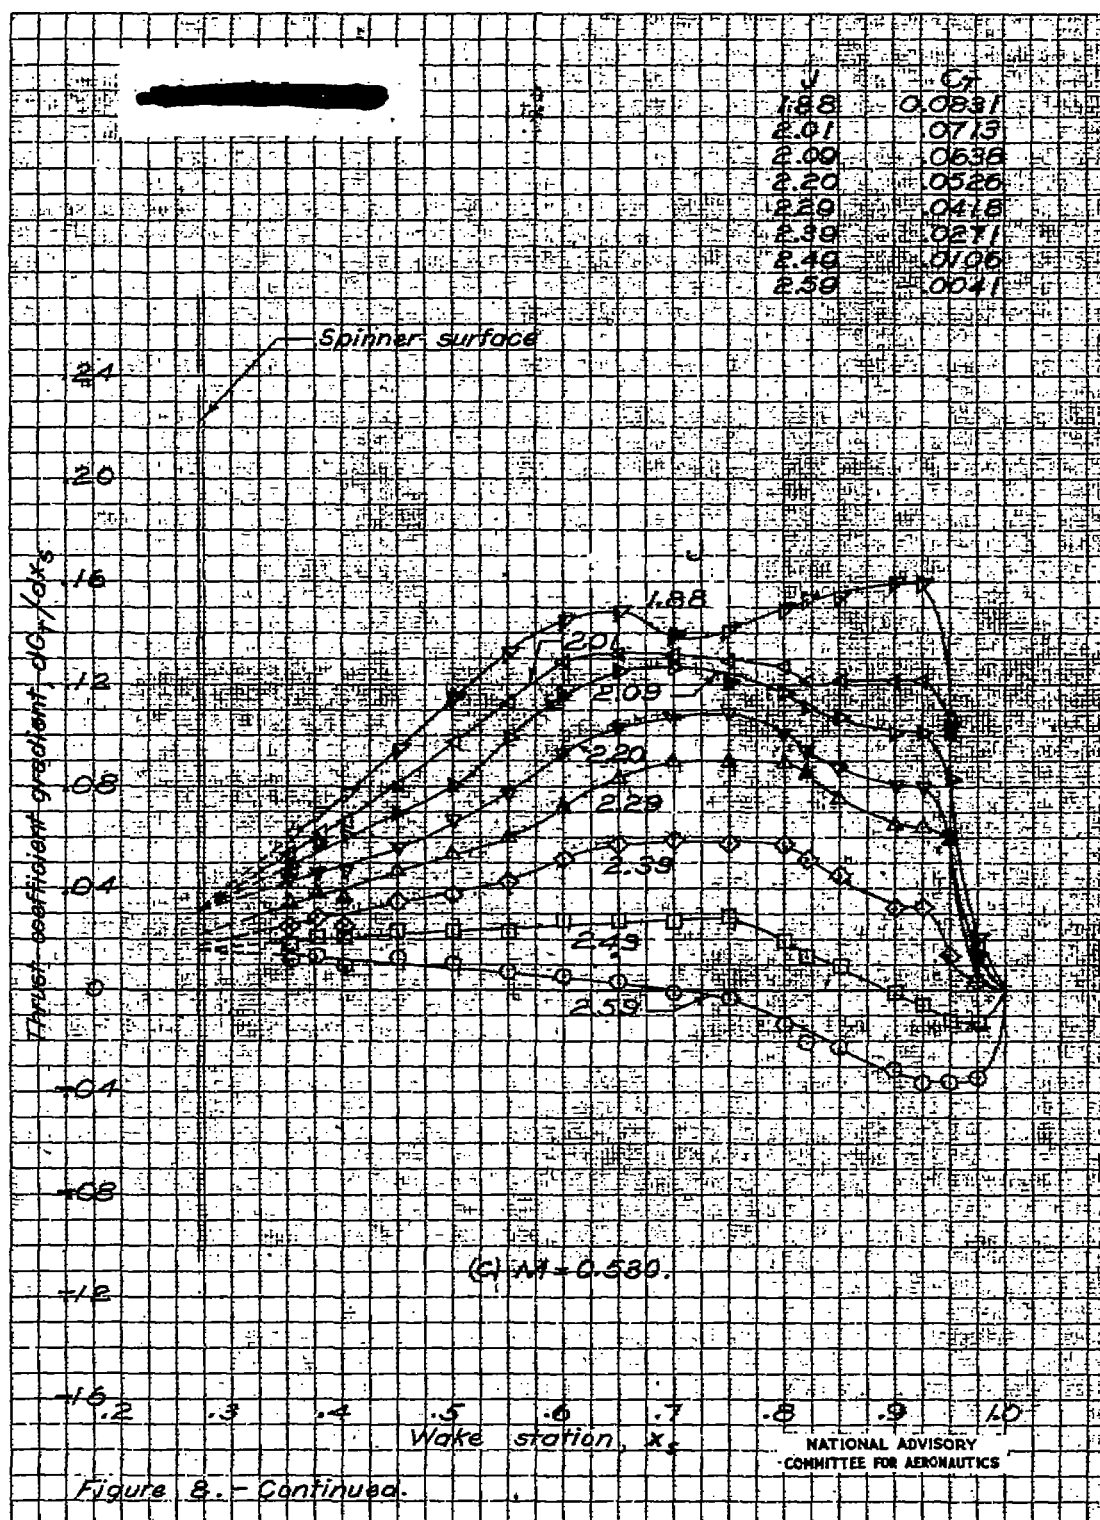 J C_T
1.88 0.0831
2.01 .0713
2.09 .0638
2.20 .0526
2.29 .0418
2.39 .0271
2.49 .0106
2.59 .0041
Spinner surface
.24
.20
.16
.12
.08
.04
0
-.04
-.08
-.12
-.16
Thrust-coefficient gradient, dC_T/dx_s
J
1.88
2.01
2.09
2.20
2.29
2.39
2.49
2.59
(c) M = 0.530.
.2 .3 .4 .5 .6 .7 .8 .9 1.0
Wake station, x_s
NATIONAL ADVISORY
COMMITTEE FOR AERONAUTICS
Figure 8.- Continued.